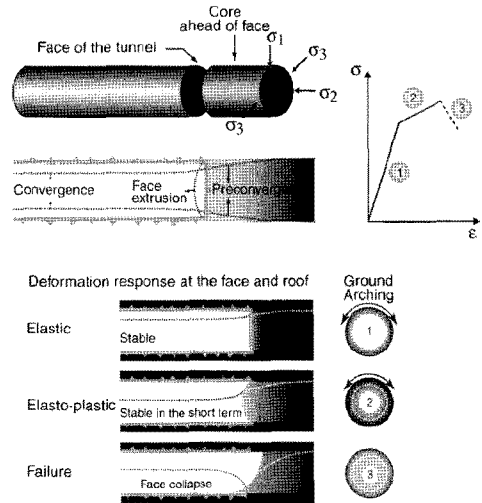 Core
ahead of face
Face of the tunnel
σ1
σ3
σ2
σ3
σ
2
3
1
ε
Convergence
Face
extrusion
Preconverge
Deformation response at the face and roof
Ground
Arching
Elastic
Stable
1
Elasto-plastic
Stable in the short term
2
Failure
Face collapse
3